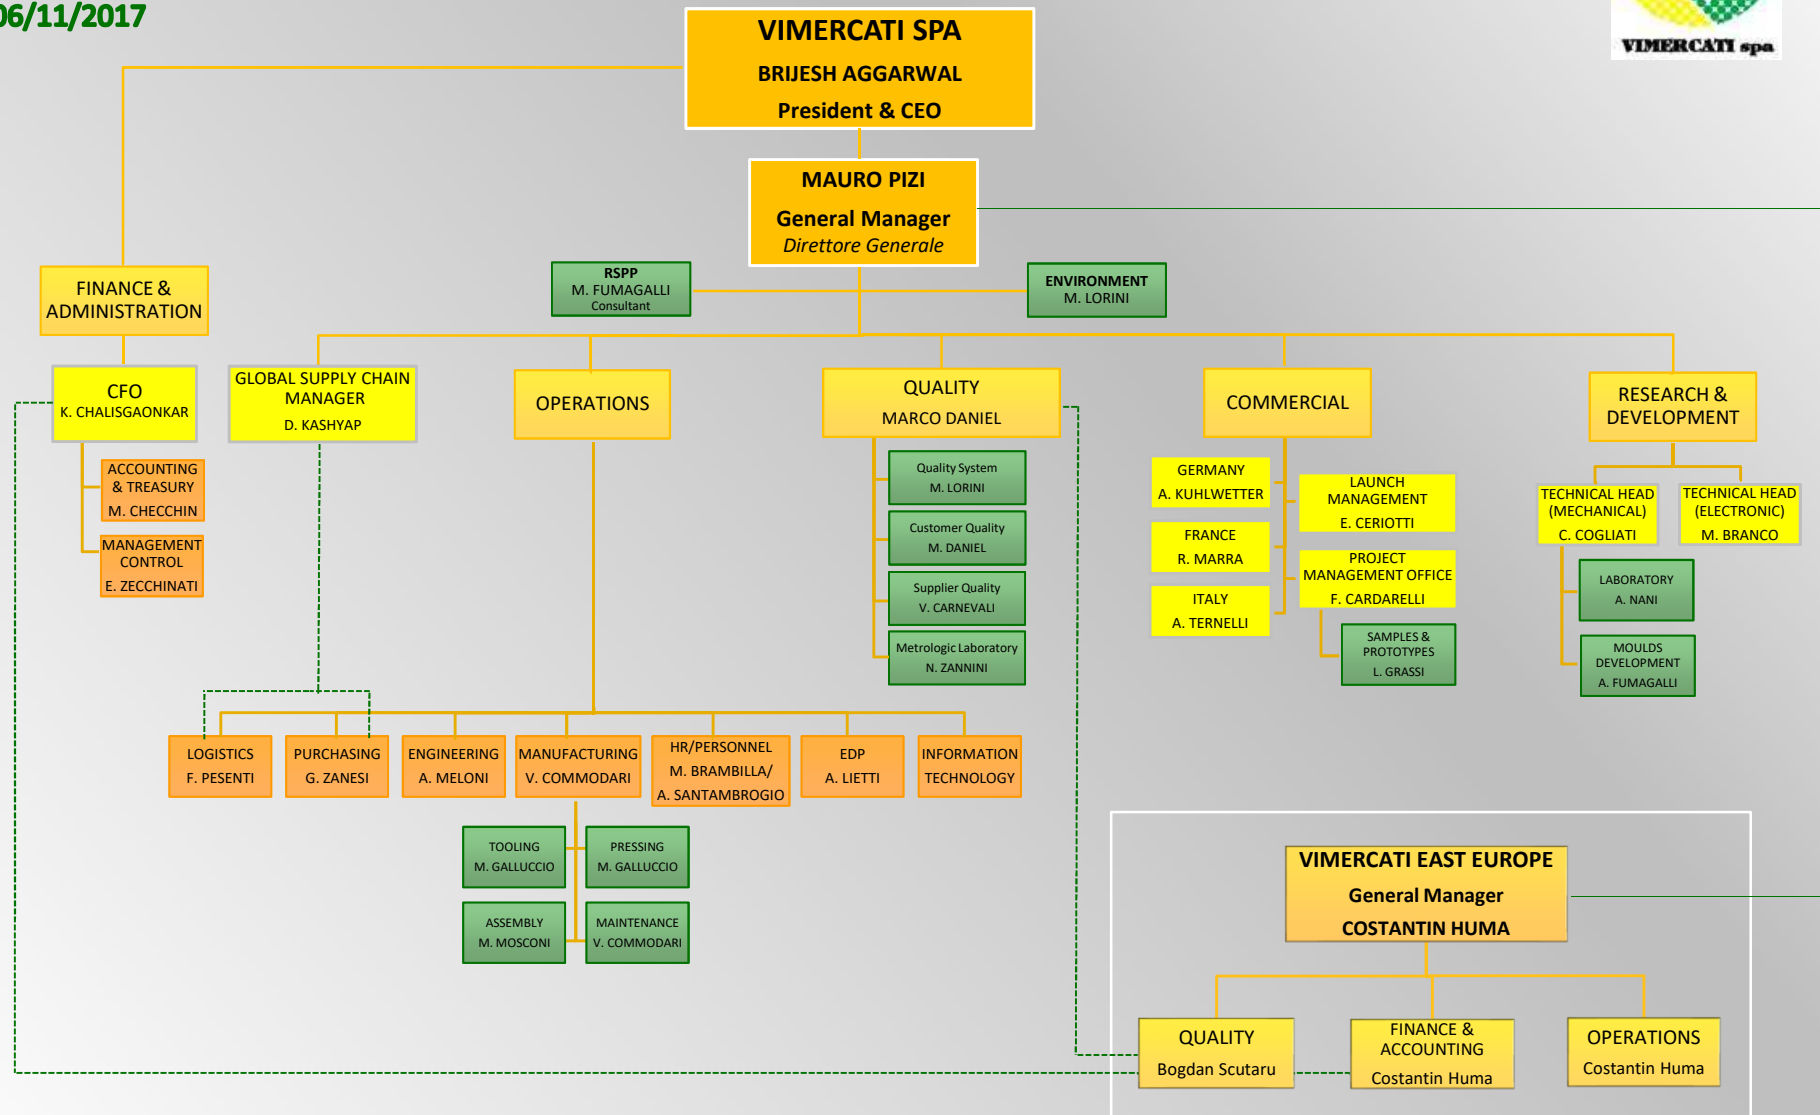 06/11/2017
VIMERCATI SPA
BRIJESH AGGARWAL
President & CEO
VIMERCATI spa
MAURO PIZI
General Manager
Direttore Generale
RSPP
M. FUMAGALLI
Consultant
ENVIRONMENT
M. LORINI
FINANCE &
ADMINISTRATION
CFO
K. CHALISGAONKAR
ACCOUNTING
& TREASURY
M. CHECCHIN
MANAGEMENT
CONTROL
E. ZECCHINATI
GLOBAL SUPPLY CHAIN
MANAGER
D. KASHYAP
OPERATIONS
QUALITY
MARCO DANIEL
Quality System
M. LORINI
Customer Quality
M. DANIEL
Supplier Quality
V. CARNEVALI
Metrologic Laboratory
N. ZANNINI
COMMERCIAL
GERMANY
A. KUHLWETTER
FRANCE
R. MARRA
ITALY
A. TERNELLI
LAUNCH
MANAGEMENT
E. CERIOTTI
PROJECT
MANAGEMENT OFFICE
F. CARDARELLI
SAMPLES &
PROTOTYPES
L. GRASSI
RESEARCH &
DEVELOPMENT
TECHNICAL HEAD
(MECHANICAL)
C. COGLIATI
TECHNICAL HEAD
(ELECTRONIC)
M. BRANCO
LABORATORY
A. NANI
MOULDS
DEVELOPMENT
A. FUMAGALLI
LOGISTICS
F. PESENTI
PURCHASING
G. ZANESI
ENGINEERING
A. MELONI
MANUFACTURING
V. COMMODARI
HR/PERSONNEL
M. BRAMBILLA/
A. SANTAMBROGIO
EDP
A. LIETTI
INFORMATION
TECHNOLOGY
TOOLING
M. GALLUCCIO
PRESSING
M. GALLUCCIO
ASSEMBLY
M. MOSCONI
MAINTENANCE
V. COMMODARI
VIMERCATI EAST EUROPE
General Manager
COSTANTIN HUMA
QUALITY
Bogdan Scutaru
FINANCE &
ACCOUNTING
Costantin Huma
OPERATIONS
Costantin Huma